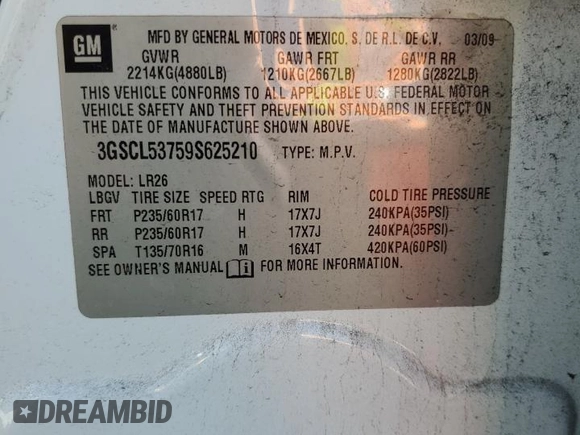 GM
MFD BY GENERAL MOTORS DE MEXICO, S. DE R.L. DE C.V. 03/09
GVWR GAWR FRT GAWR RR
2214KG(4880LB) 1210KG(2667LB) 1280KG(2822LB)
THIS VEHICLE CONFORMS TO ALL APPLICABLE U.S. FEDERAL MOTOR
VEHICLE SAFETY AND THEFT PREVENTION STANDARDS IN EFFECT ON
THE DATE OF MANUFACTURE SHOWN ABOVE.
3GSCL53759S625210 TYPE: M.P.V.
MODEL: LR26
LBGV TIRE SIZE SPEED RTG RIM COLD TIRE PRESSURE
FRT P235/60R17 H 17X7J 240KPA(35PSI)
RR P235/60R17 H 17X7J 240KPA(35PSI)
SPA T135/70R16 M 16X4T 420KPA(60PSI)
SEE OWNER'S MANUAL FOR MORE INFORMATION.
DREAMBID